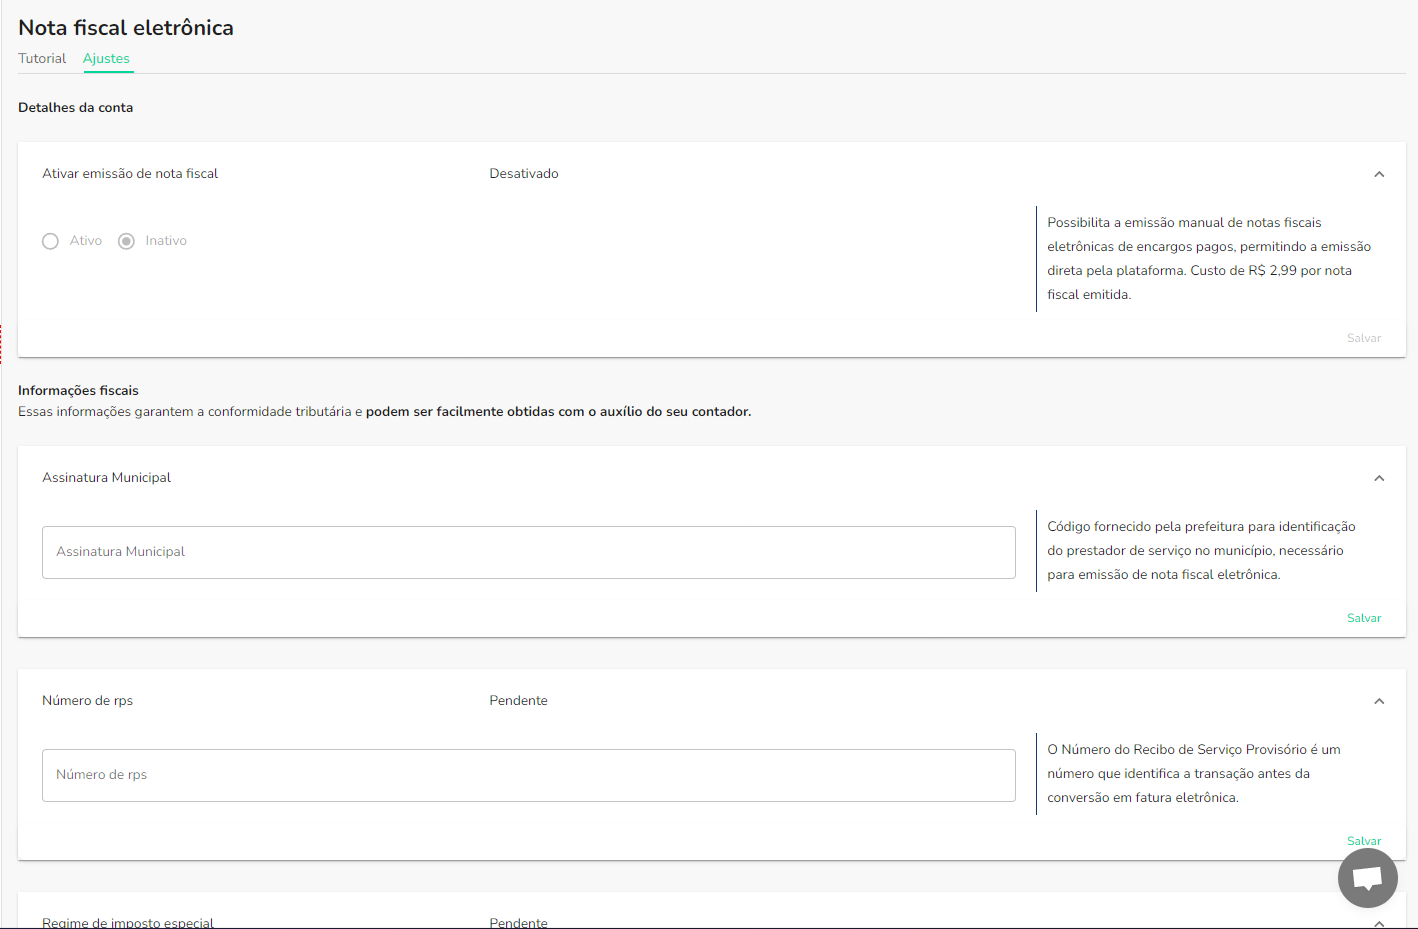 Nota fiscal eletrônica
Tutorial Ajustes
Detalhes da conta
Ativar emissão de nota fiscal Desativado
Ativo Inativo
Possibilita a emissão manual de notas fiscais
eletrônicas de encargos pagos, permitindo a emissão
direta pela plataforma. Custo de R$ 2,99 por nota
fiscal emitida.
Salvar
Informações fiscais
Essas informações garantem a conformidade tributária e podem ser facilmente obtidas com o auxílio do seu contador.
Assinatura Municipal
Assinatura Municipal
Código fornecido pela prefeitura para identificação
do prestador de serviço no município, necessário
para emissão de nota fiscal eletrônica.
Salvar
Número de rps Pendente
Número de rps
O Número do Recibo de Serviço Provisório é um
número que identifica a transação antes da
conversão em fatura eletrônica.
Salvar
Regime de imposto especial Pendente